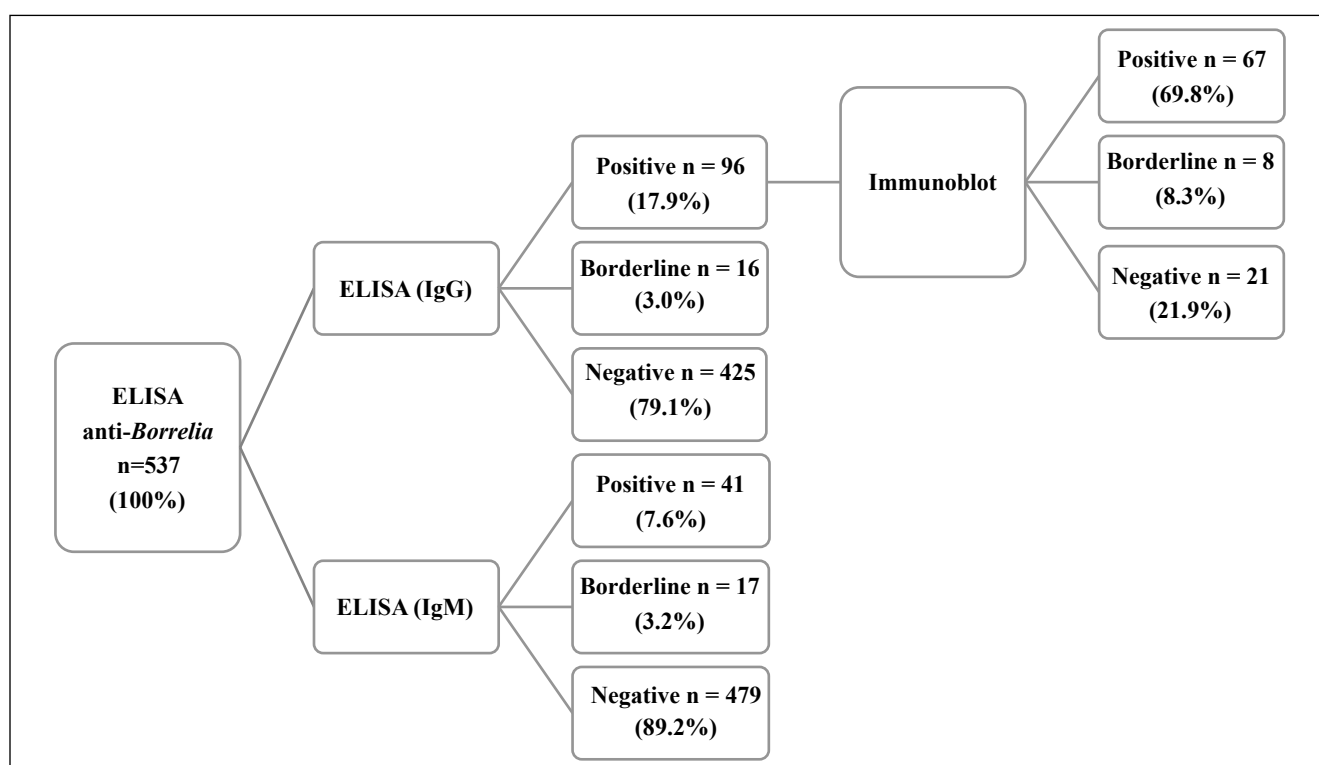 ELISA
anti-Borrelia
n=537
(100%)
ELISA (IgG)
Positive n = 96
(17.9%)
Borderline n = 16
(3.0%)
Negative n = 425
(79.1%)
Immunoblot
Positive n = 67
(69.8%)
Borderline n = 8
(8.3%)
Negative n = 21
(21.9%)
ELISA (IgM)
Positive n = 41
(7.6%)
Borderline n = 17
(3.2%)
Negative n = 479
(89.2%)